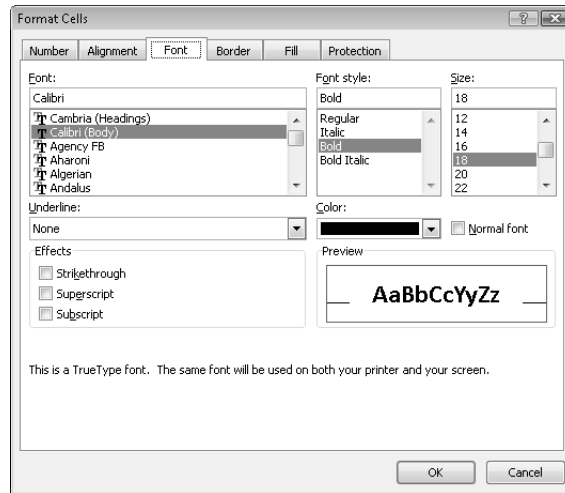 Format Cells
Number Alignment Font Border Fill Protection
Font: Font style: Size:
Calibri Bold 18
Cambria (Headings) Regular 12
Calibri (Body) Italic 14
Agency FB Bold 16
Aharoni Bold Italic 18
Algerian 20
Andalus 22
Underline: Color:
None Normal font
Effects Preview
Strikethrough
Superscript AaBbCcYyZz
Subscript
This is a TrueType font. The same font will be used on both your printer and your screen.
OK Cancel